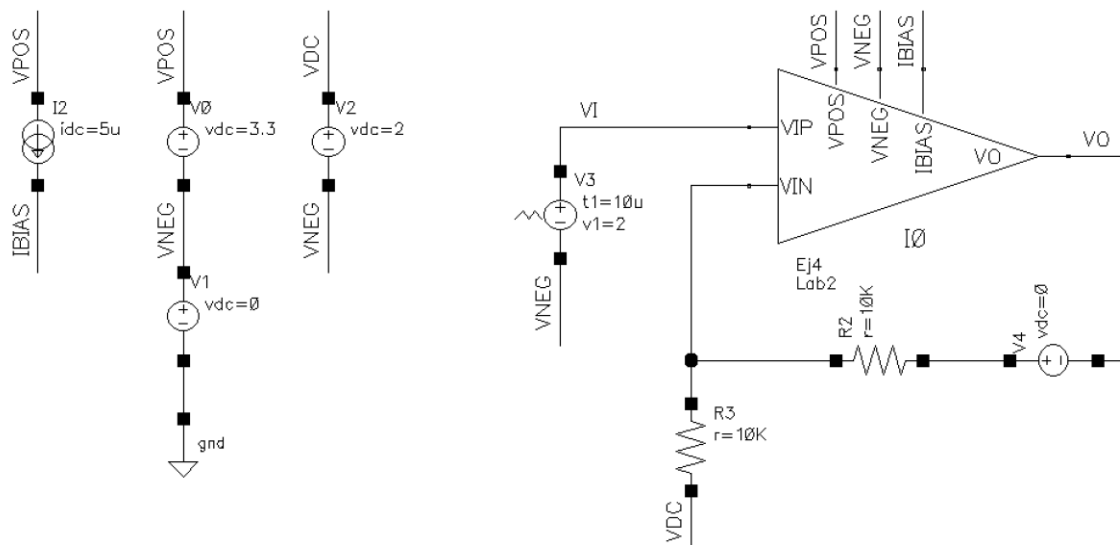 VPOS
I2
idc=5u
IBIAS
VPOS
V0
vdc=3.3
VNEG
V1
vdc=0
gnd
VDC
V2
vdc=2
VNEG
VI
V3
t1=10u
v1=2
VNEG
VPOS
VNEG
IBIAS
VPOS
VNEG
IBIAS
VIP
VIN
VO
VO
I0
Ej4
Lab2
R2
r=10K
V4
vdc=0
R3
r=10K
VDC